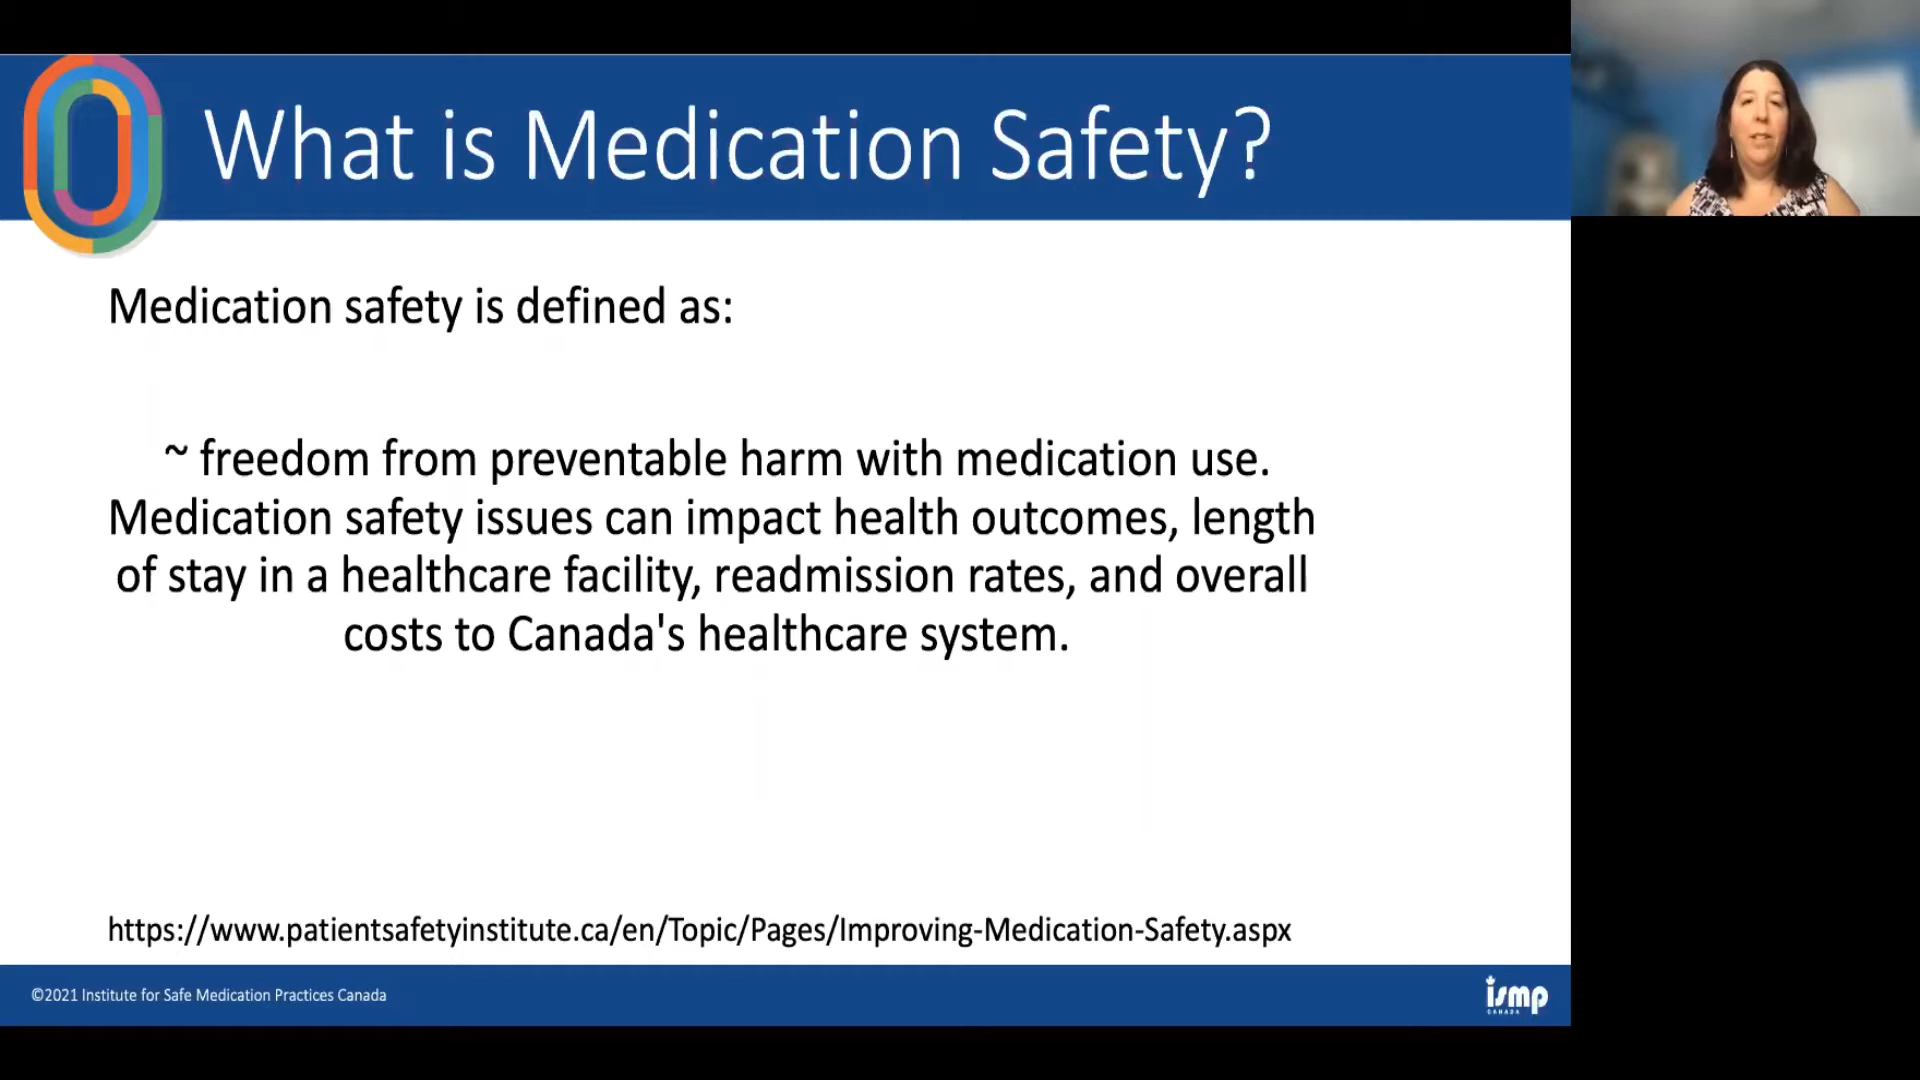 What is Medication Safety?
Medication safety is defined as:
~ freedom from preventable harm with medication use.
Medication safety issues can impact health outcomes, length
of stay in a healthcare facility, readmission rates, and overall
costs to Canada's healthcare system.
https://www.patientsafetyinstitute.ca/en/Topic/Pages/Improving-Medication-Safety.aspx
©2021 Institute for Safe Medication Practices Canada
ismp
CANADA